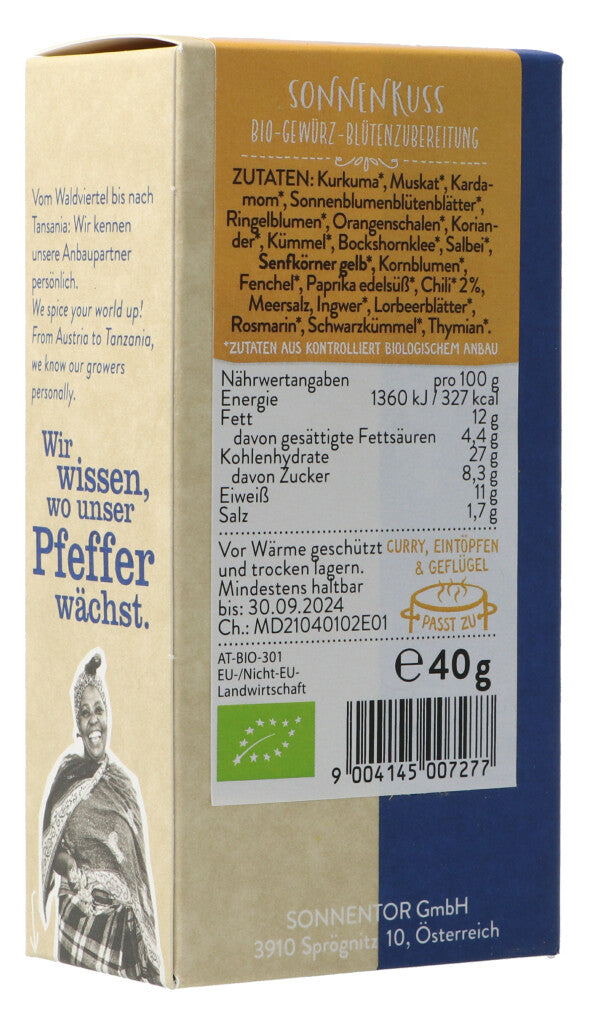 Vom Waldviertel bis nach
Tansania: Wir kennen
unsere Anbaupartner
persönlich.
We spice your world up!
From Austria to Tanzania,
we know our growers
personally.
Wir
wissen,
wo unser
Pfeffer
wächst.
SONNENKUSS
BIO-GEWÜRZ-BLÜTENZUBEREITUNG
ZUTATEN: Kurkuma*, Muskat*, Karda-
mom*, Sonnenblumenblütenblätter*,
Ringelblumen*, Orangenschalen*, Korian-
der*, Kümmel*, Bockshornklee*, Salbei*,
Senfkörner gelb*, Kornblumen*,
Fenchel*, Paprika edelsüß*, Chili* 2%,
Meersalz, Ingwer*, Lorbeerblätter*,
Rosmarin*, Schwarzkümmel*, Thymian*.
*ZUTATEN AUS KONTROLLIERT BIOLOGISCHEM ANBAU
Nährwertangaben pro 100 g
Energie 1360 kJ / 327 kcal
Fett 12 g
davon gesättigte Fettsäuren 4,4 g
Kohlenhydrate 27 g
davon Zucker 8,3 g
Eiweiß 11 g
Salz 1,7 g
Vor Wärme geschützt
und trocken lagern.
Mindestens haltbar
bis: 30.09.2024
Ch.: MD21040102E01
CURRY, EINTÖPFEN
& GEFLÜGEL
PASST ZU
AT-BIO-301
EU-/Nicht-EU-
Landwirtschaft
e 40 g
9 004145 007277
SONNENTOR GmbH
3910 Sprögnitz 10, Österreich